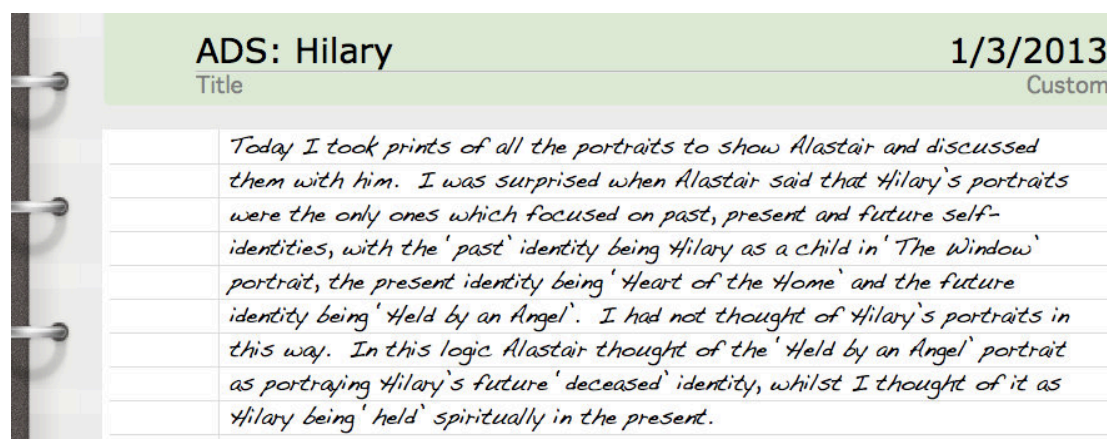 ADS: Hilary 1/3/2013
Title Custom
Today I took prints of all the portraits to show Alastair and discussed
them with him. I was surprised when Alastair said that Hilary's portraits
were the only ones which focused on past, present and future self-
identities, with the 'past' identity being Hilary as a child in 'The Window'
portrait, the present identity being 'Heart of the Home' and the future
identity being 'Held by an Angel'. I had not thought of Hilary's portraits in
this way. In this logic Alastair thought of the 'Held by an Angel' portrait
as portraying Hilary's future 'deceased' identity, whilst I thought of it as
Hilary being 'held' spiritually in the present.